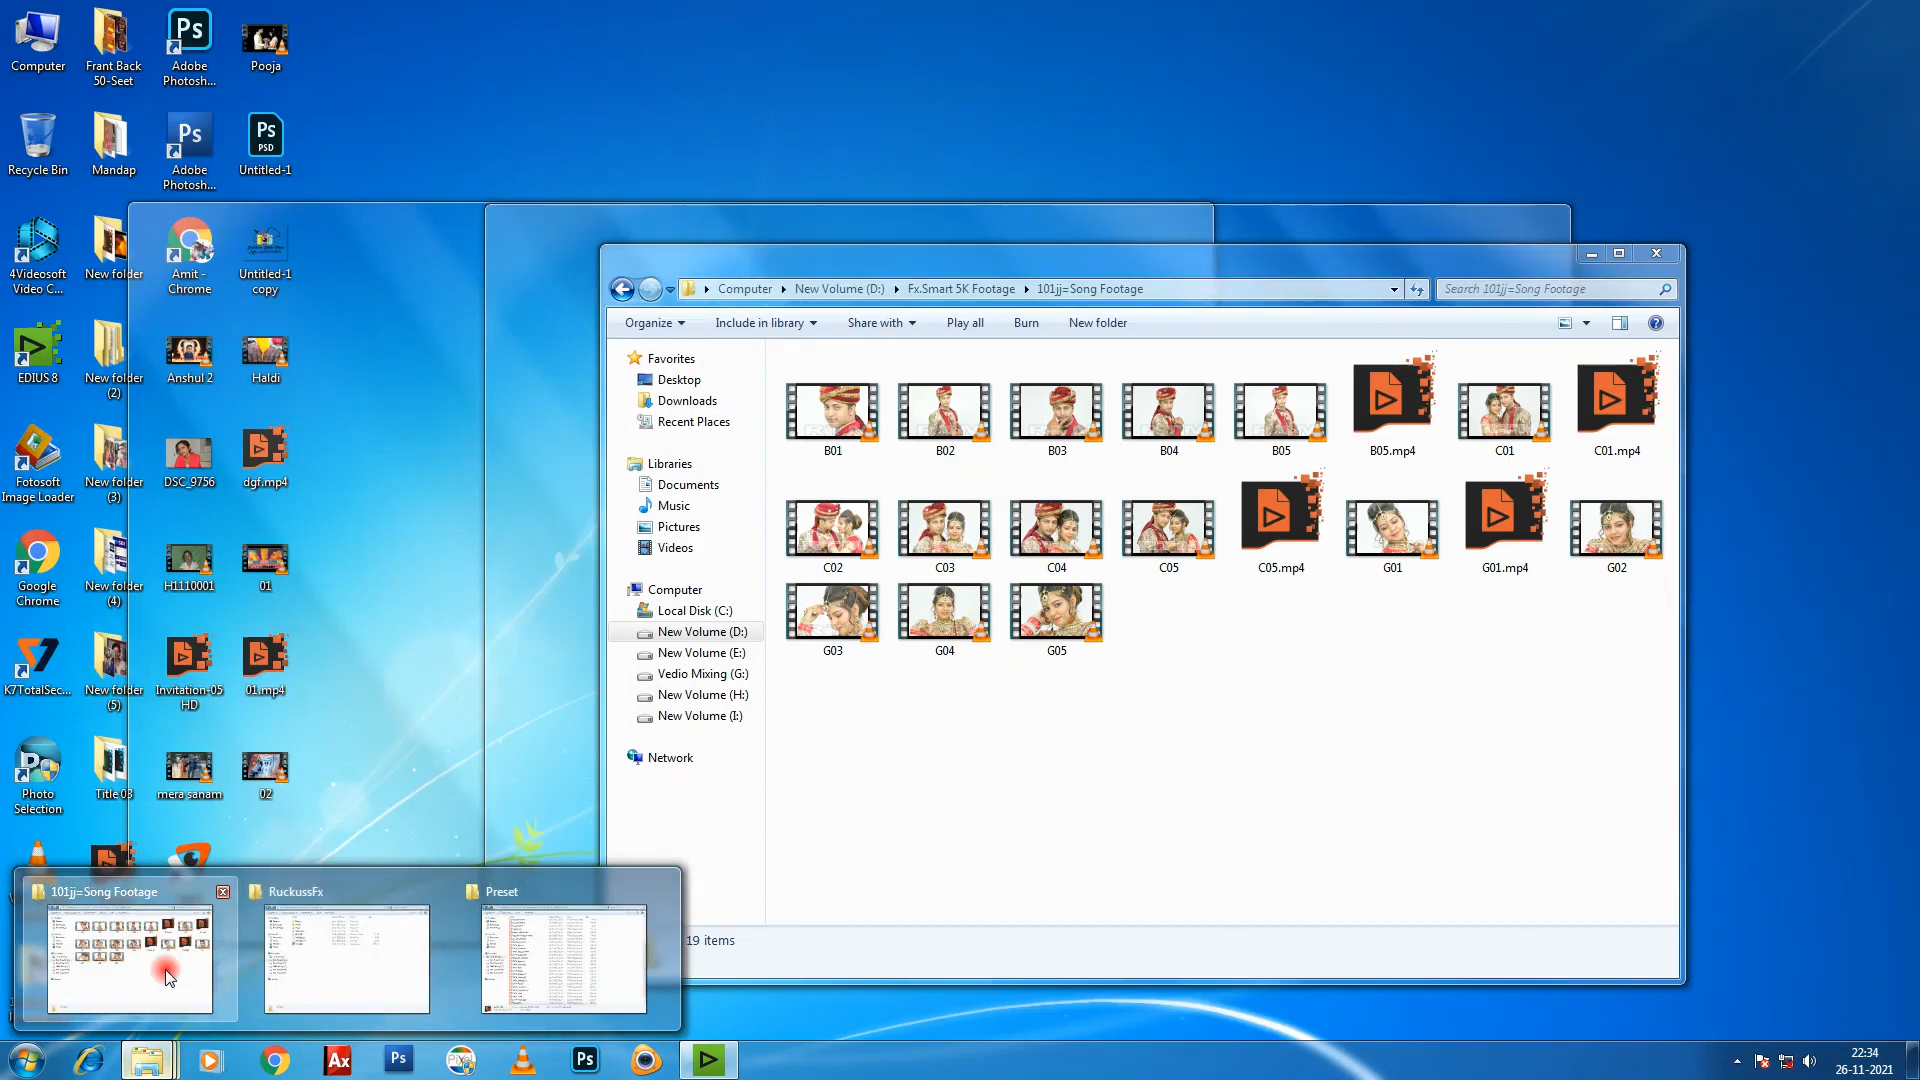 Computer
Frant Back
50-Seet
Adobe
Photosh...
Pooja
Recycle Bin
Mandap
Adobe
Photosh...
Untitled-1
4Videosoft
Video C...
New folder
Amit -
Chrome
Untitled-1
copy
EDIUS 8
New folder
(2)
Anshul 2
Haldi
Fotosoft
Image Loader
New folder
(3)
DSC_9756
dgf.mp4
Google
Chrome
New folder
(4)
H1110001
01
K7TotalSec...
New folder
(5)
Invitation-05
HD
01.mp4
Photo
Selection
Title 03
mera sanam
02
Computer
New Volume (D:)
Fx.Smart 5K Footage
101jj=Song Footage
Search 101jj=Song Footage
Organize
Include in library
Share with
Play all
Burn
New folder
Favorites
Desktop
Downloads
Recent Places
Libraries
Documents
Music
Pictures
Videos
Computer
Local Disk (C:)
New Volume (D:)
New Volume (E:)
Vedio Mixing (G:)
New Volume (H:)
New Volume (I:)
Network
B01
B02
B03
B04
B05
B05.mp4
C01
C01.mp4
C02
C03
C04
C05
C05.mp4
G01
G01.mp4
G02
G03
G04
G05
19 items
101jj=Song Footage
RuckussFx
Preset
Ps
Ps
Ps
PSD
Ax
Ps
Ps
22:34
26-11-2021